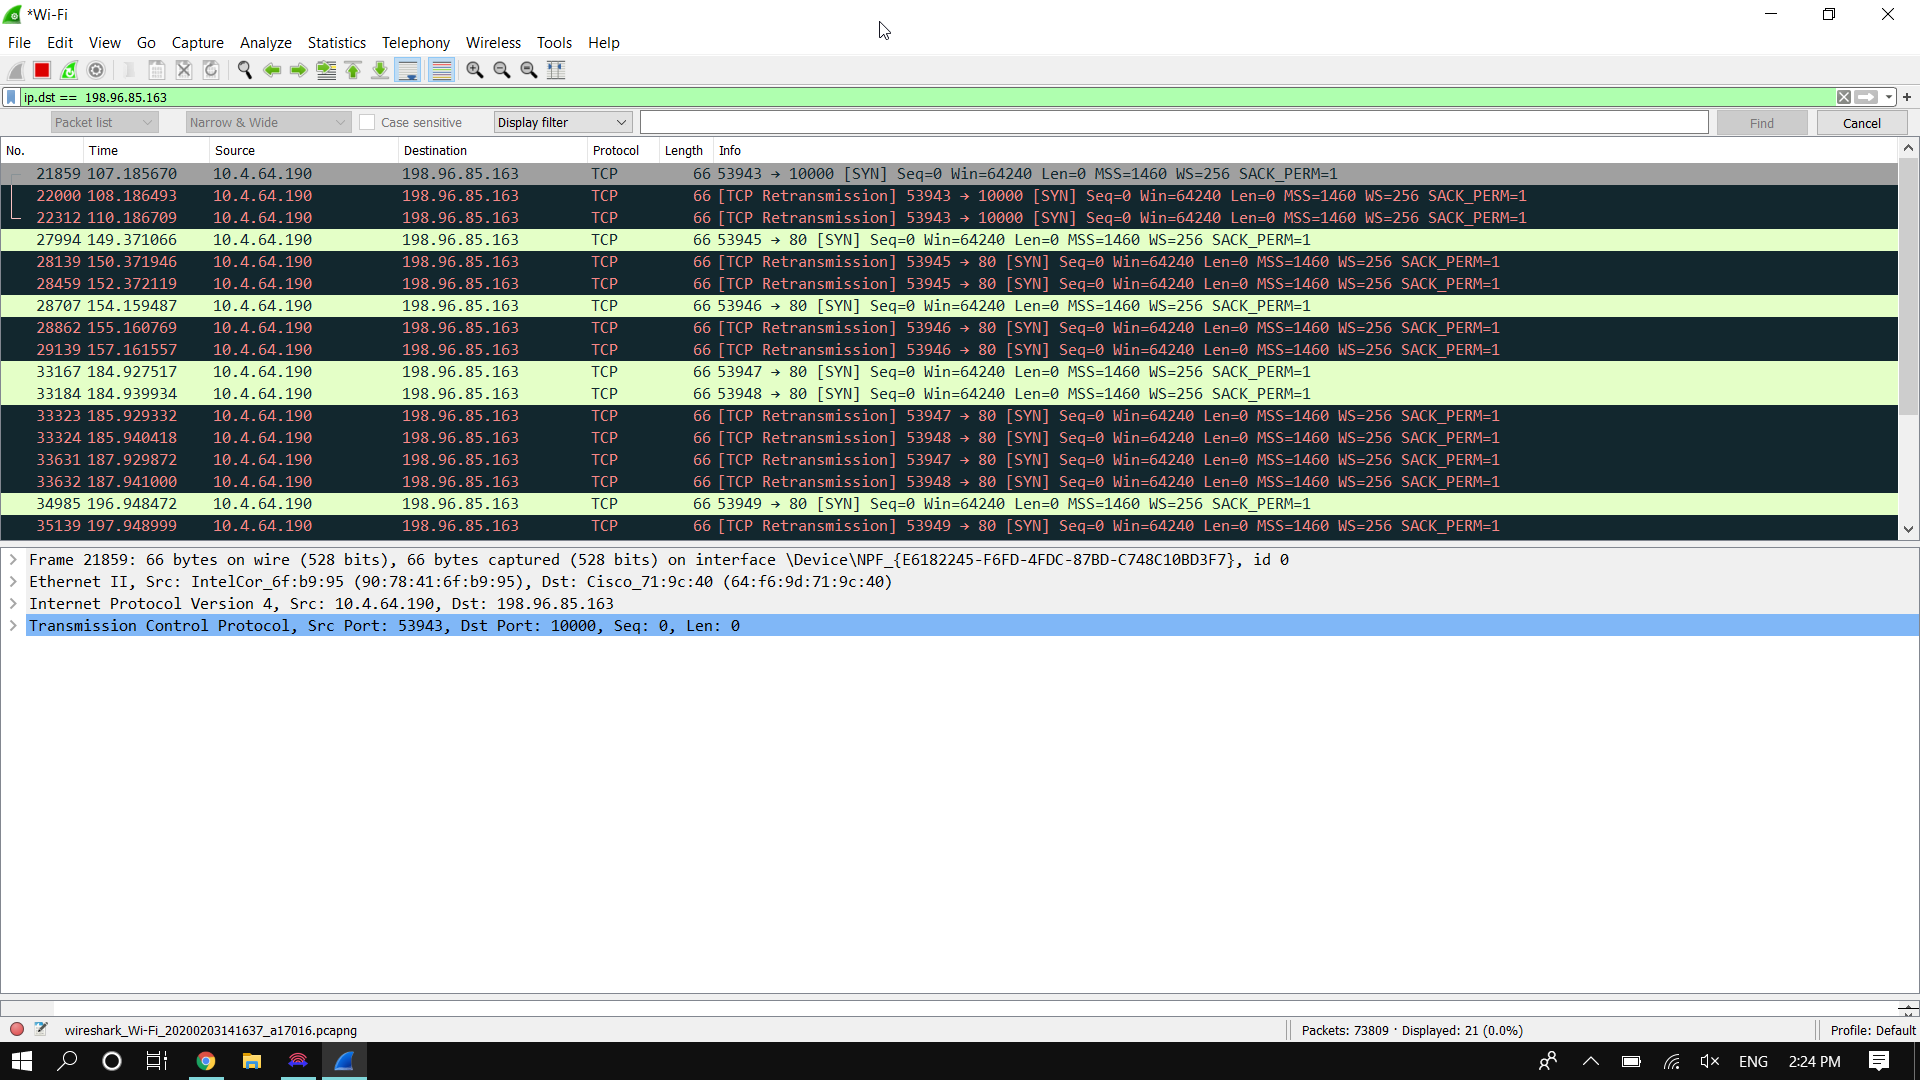 *Wi-Fi
File Edit View Go Capture Analyze Statistics Telephony Wireless Tools Help
ip.dst == 198.96.85.163
Packet list Narrow & Wide Case sensitive Display filter Find Cancel
No. Time Source Destination Protocol Length Info
21859 107.185670 10.4.64.190 198.96.85.163 TCP 66 53943 → 10000 [SYN] Seq=0 Win=64240 Len=0 MSS=1460 WS=256 SACK_PERM=1
22000 108.186493 10.4.64.190 198.96.85.163 TCP 66 [TCP Retransmission] 53943 → 10000 [SYN] Seq=0 Win=64240 Len=0 MSS=1460 WS=256 SACK_PERM=1
22312 110.186709 10.4.64.190 198.96.85.163 TCP 66 [TCP Retransmission] 53943 → 10000 [SYN] Seq=0 Win=64240 Len=0 MSS=1460 WS=256 SACK_PERM=1
27994 149.371066 10.4.64.190 198.96.85.163 TCP 66 53945 → 80 [SYN] Seq=0 Win=64240 Len=0 MSS=1460 WS=256 SACK_PERM=1
28139 150.371946 10.4.64.190 198.96.85.163 TCP 66 [TCP Retransmission] 53945 → 80 [SYN] Seq=0 Win=64240 Len=0 MSS=1460 WS=256 SACK_PERM=1
28459 152.372119 10.4.64.190 198.96.85.163 TCP 66 [TCP Retransmission] 53945 → 80 [SYN] Seq=0 Win=64240 Len=0 MSS=1460 WS=256 SACK_PERM=1
28707 154.159487 10.4.64.190 198.96.85.163 TCP 66 53946 → 80 [SYN] Seq=0 Win=64240 Len=0 MSS=1460 WS=256 SACK_PERM=1
28862 155.160769 10.4.64.190 198.96.85.163 TCP 66 [TCP Retransmission] 53946 → 80 [SYN] Seq=0 Win=64240 Len=0 MSS=1460 WS=256 SACK_PERM=1
29139 157.161557 10.4.64.190 198.96.85.163 TCP 66 [TCP Retransmission] 53946 → 80 [SYN] Seq=0 Win=64240 Len=0 MSS=1460 WS=256 SACK_PERM=1
33167 184.927517 10.4.64.190 198.96.85.163 TCP 66 53947 → 80 [SYN] Seq=0 Win=64240 Len=0 MSS=1460 WS=256 SACK_PERM=1
33184 184.939934 10.4.64.190 198.96.85.163 TCP 66 53948 → 80 [SYN] Seq=0 Win=64240 Len=0 MSS=1460 WS=256 SACK_PERM=1
33323 185.929332 10.4.64.190 198.96.85.163 TCP 66 [TCP Retransmission] 53947 → 80 [SYN] Seq=0 Win=64240 Len=0 MSS=1460 WS=256 SACK_PERM=1
33324 185.940418 10.4.64.190 198.96.85.163 TCP 66 [TCP Retransmission] 53948 → 80 [SYN] Seq=0 Win=64240 Len=0 MSS=1460 WS=256 SACK_PERM=1
33631 187.929872 10.4.64.190 198.96.85.163 TCP 66 [TCP Retransmission] 53947 → 80 [SYN] Seq=0 Win=64240 Len=0 MSS=1460 WS=256 SACK_PERM=1
33632 187.941000 10.4.64.190 198.96.85.163 TCP 66 [TCP Retransmission] 53948 → 80 [SYN] Seq=0 Win=64240 Len=0 MSS=1460 WS=256 SACK_PERM=1
34985 196.948472 10.4.64.190 198.96.85.163 TCP 66 53949 → 80 [SYN] Seq=0 Win=64240 Len=0 MSS=1460 WS=256 SACK_PERM=1
35139 197.948999 10.4.64.190 198.96.85.163 TCP 66 [TCP Retransmission] 53949 → 80 [SYN] Seq=0 Win=64240 Len=0 MSS=1460 WS=256 SACK_PERM=1
Frame 21859: 66 bytes on wire (528 bits), 66 bytes captured (528 bits) on interface \Device\NPF_{E6182245-F6FD-4FDC-87BD-C748C10BD3F7}, id 0
Ethernet II, Src: IntelCor_6f:b9:95 (90:78:41:6f:b9:95), Dst: Cisco_71:9c:40 (64:f6:9d:71:9c:40)
Internet Protocol Version 4, Src: 10.4.64.190, Dst: 198.96.85.163
Transmission Control Protocol, Src Port: 53943, Dst Port: 10000, Seq: 0, Len: 0
wireshark_Wi-Fi_20200203141637_a17016.pcapng Packets: 73809 · Displayed: 21 (0.0%) Profile: Default
ENG 2:24 PM